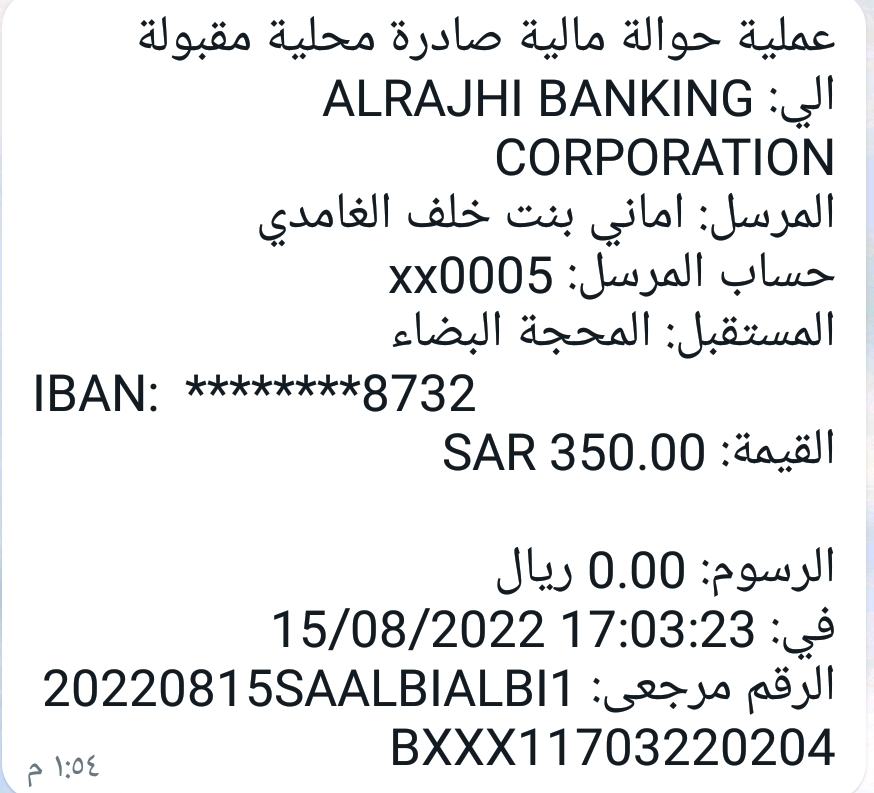 عملية حوالة مالية صادرة محلية مقبولة
الي: ALRAJHI BANKING
CORPORATION
المرسل: اماني بنت خلف الغامدي
حساب المرسل: xx0005
المستقبل: المحجة البضاء
IBAN: ********8732
القيمة: SAR 350.00
الرسوم: 0.00 ريال
في: 15/08/2022 17:03:23
الرقم مرجعى: 20220815SAALBIALBI1
BXXX11703220204
١:٥٤ م